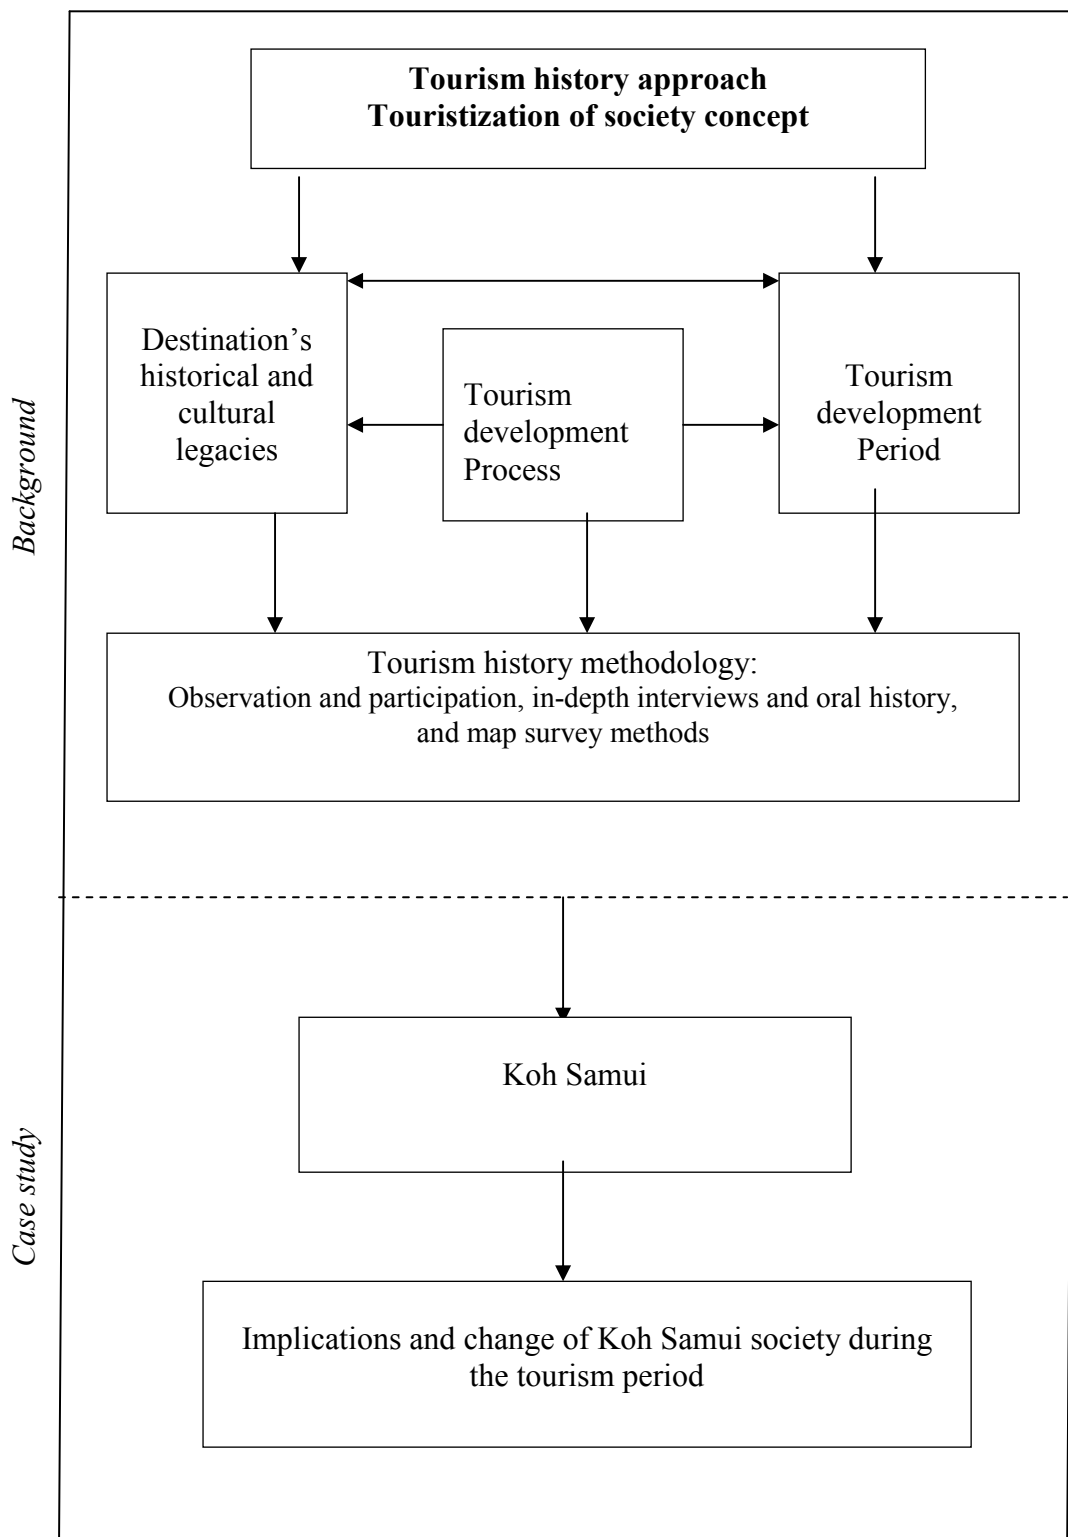 Tourism history approach
Touristization of society concept
Background
Destination’s
historical and
cultural
legacies
Tourism
development
Process
Tourism
development
Period
Tourism history methodology:
Observation and participation, in-depth interviews and oral history,
and map survey methods
Case study
Koh Samui
Implications and change of Koh Samui society during
the tourism period